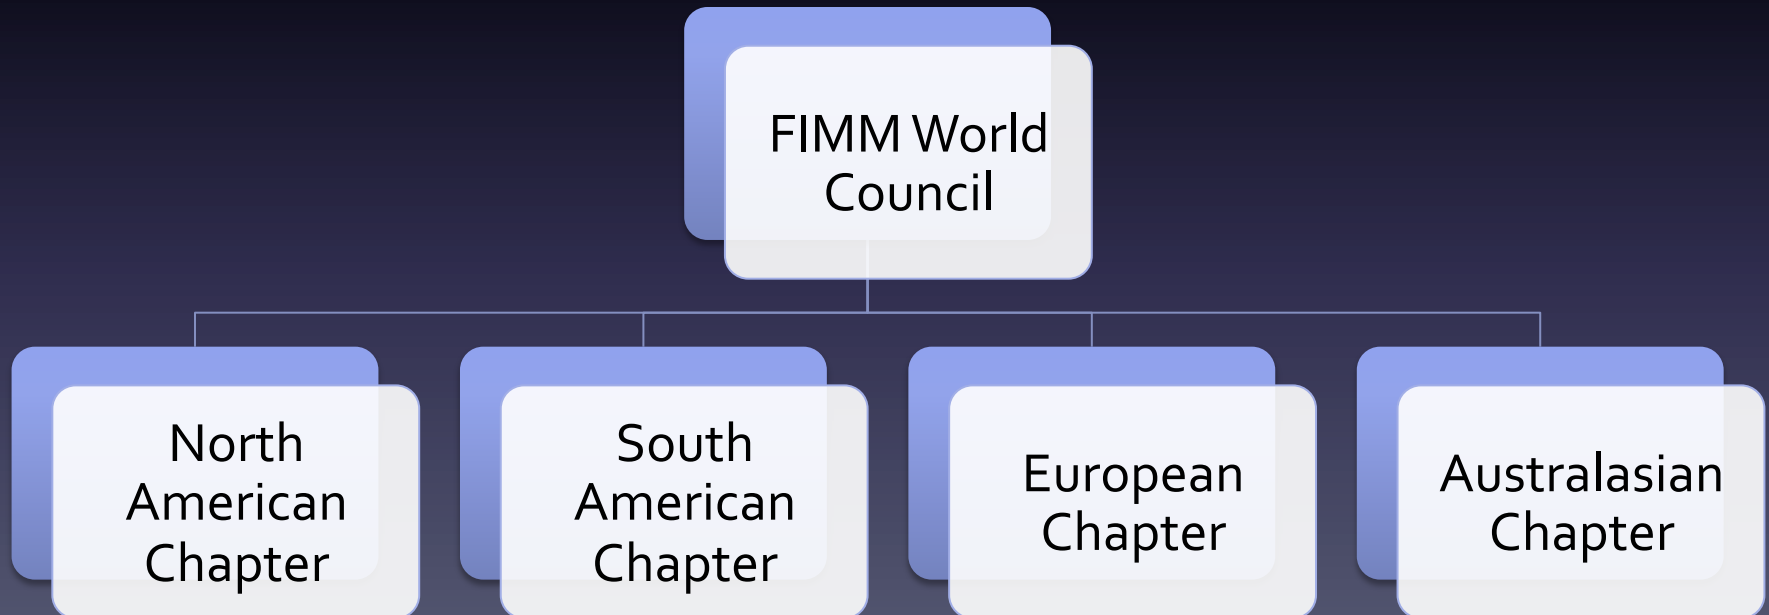 FIMM World
Council
North
American
Chapter
South
American
Chapter
European
Chapter
Australasian
Chapter